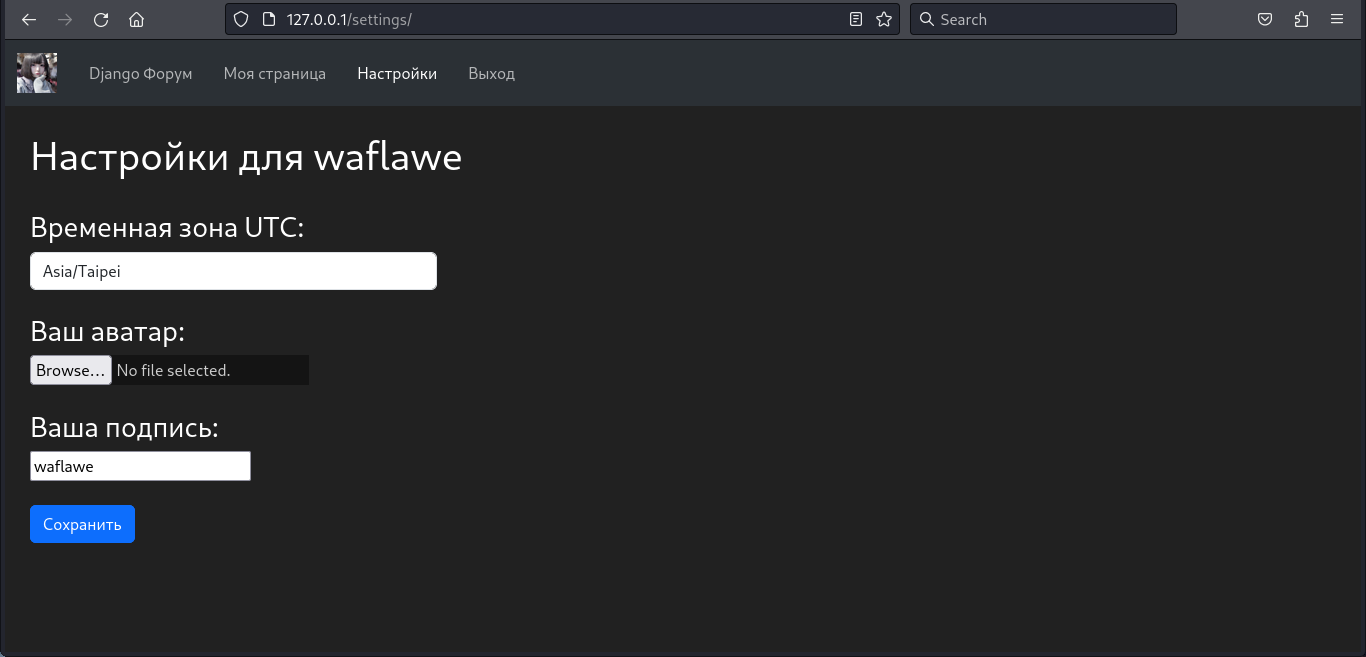 127.0.0.1/settings/
Search
Django Форум
Моя страница
Настройки
Выход
Настройки для waflawe
Временная зона UTC:
Asia/Taipei
Ваш аватар:
Browse... No file selected.
Ваша подпись:
waflawe
Сохранить